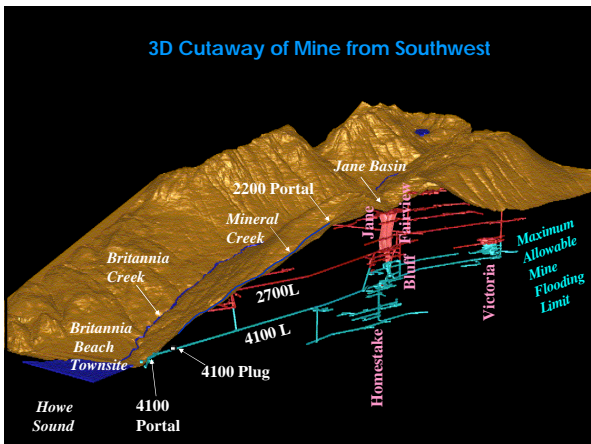 3D Cutaway of Mine from Southwest
Jane Basin
2200 Portal
Mineral
Creek
Jane
Bluff
Fairview
Britannia
Creek
Victoria
Maximum
Allowable
Mine
Flooding
Limit
2700L
4100 L
Britannia
Beach
Townsite
4100 Plug
Homestake
Howe
Sound
4100
Portal